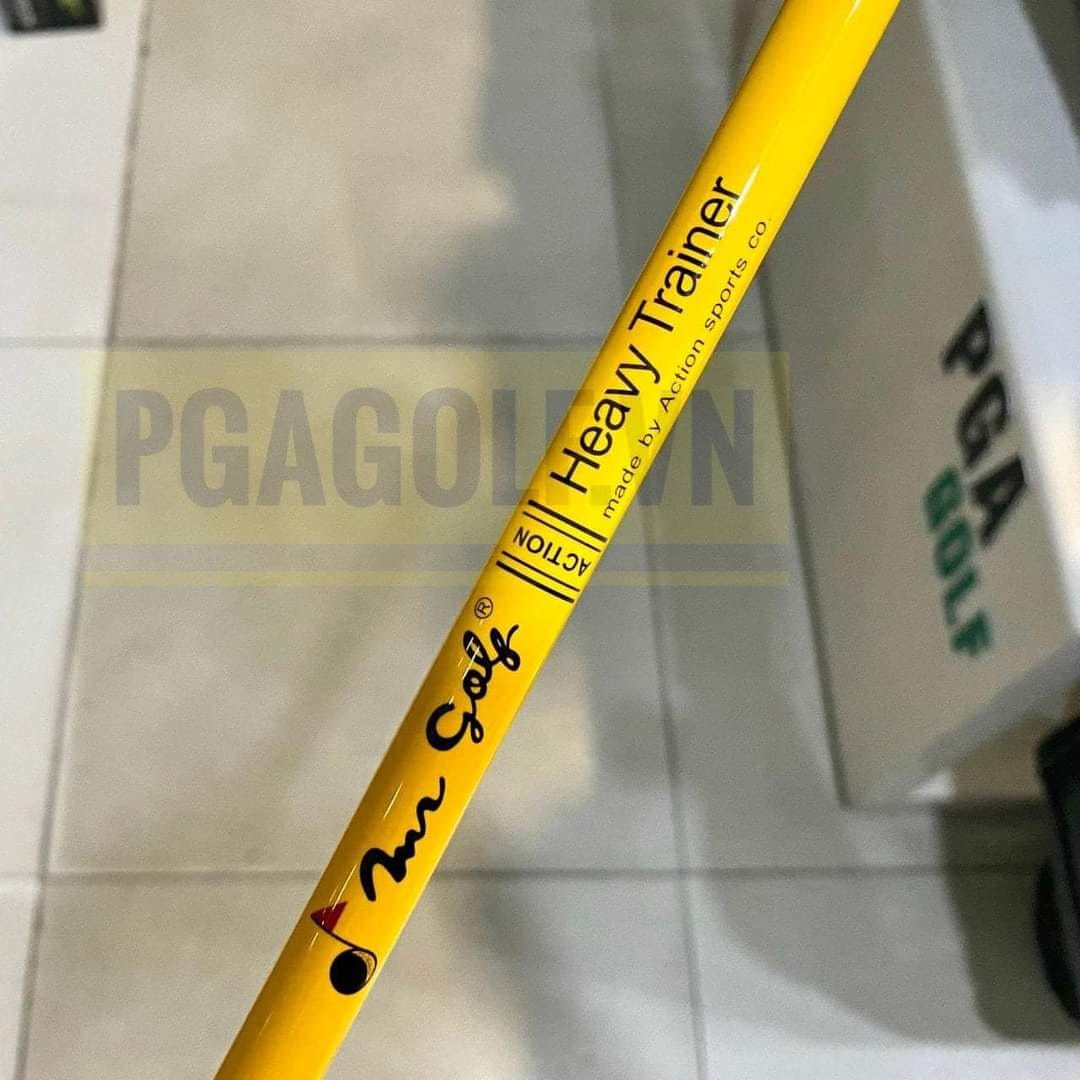 Heavy Trainer
made by Action sports co.
ACTION
Mr Golf®
PGAGOLF.VN
PGA
GOLF